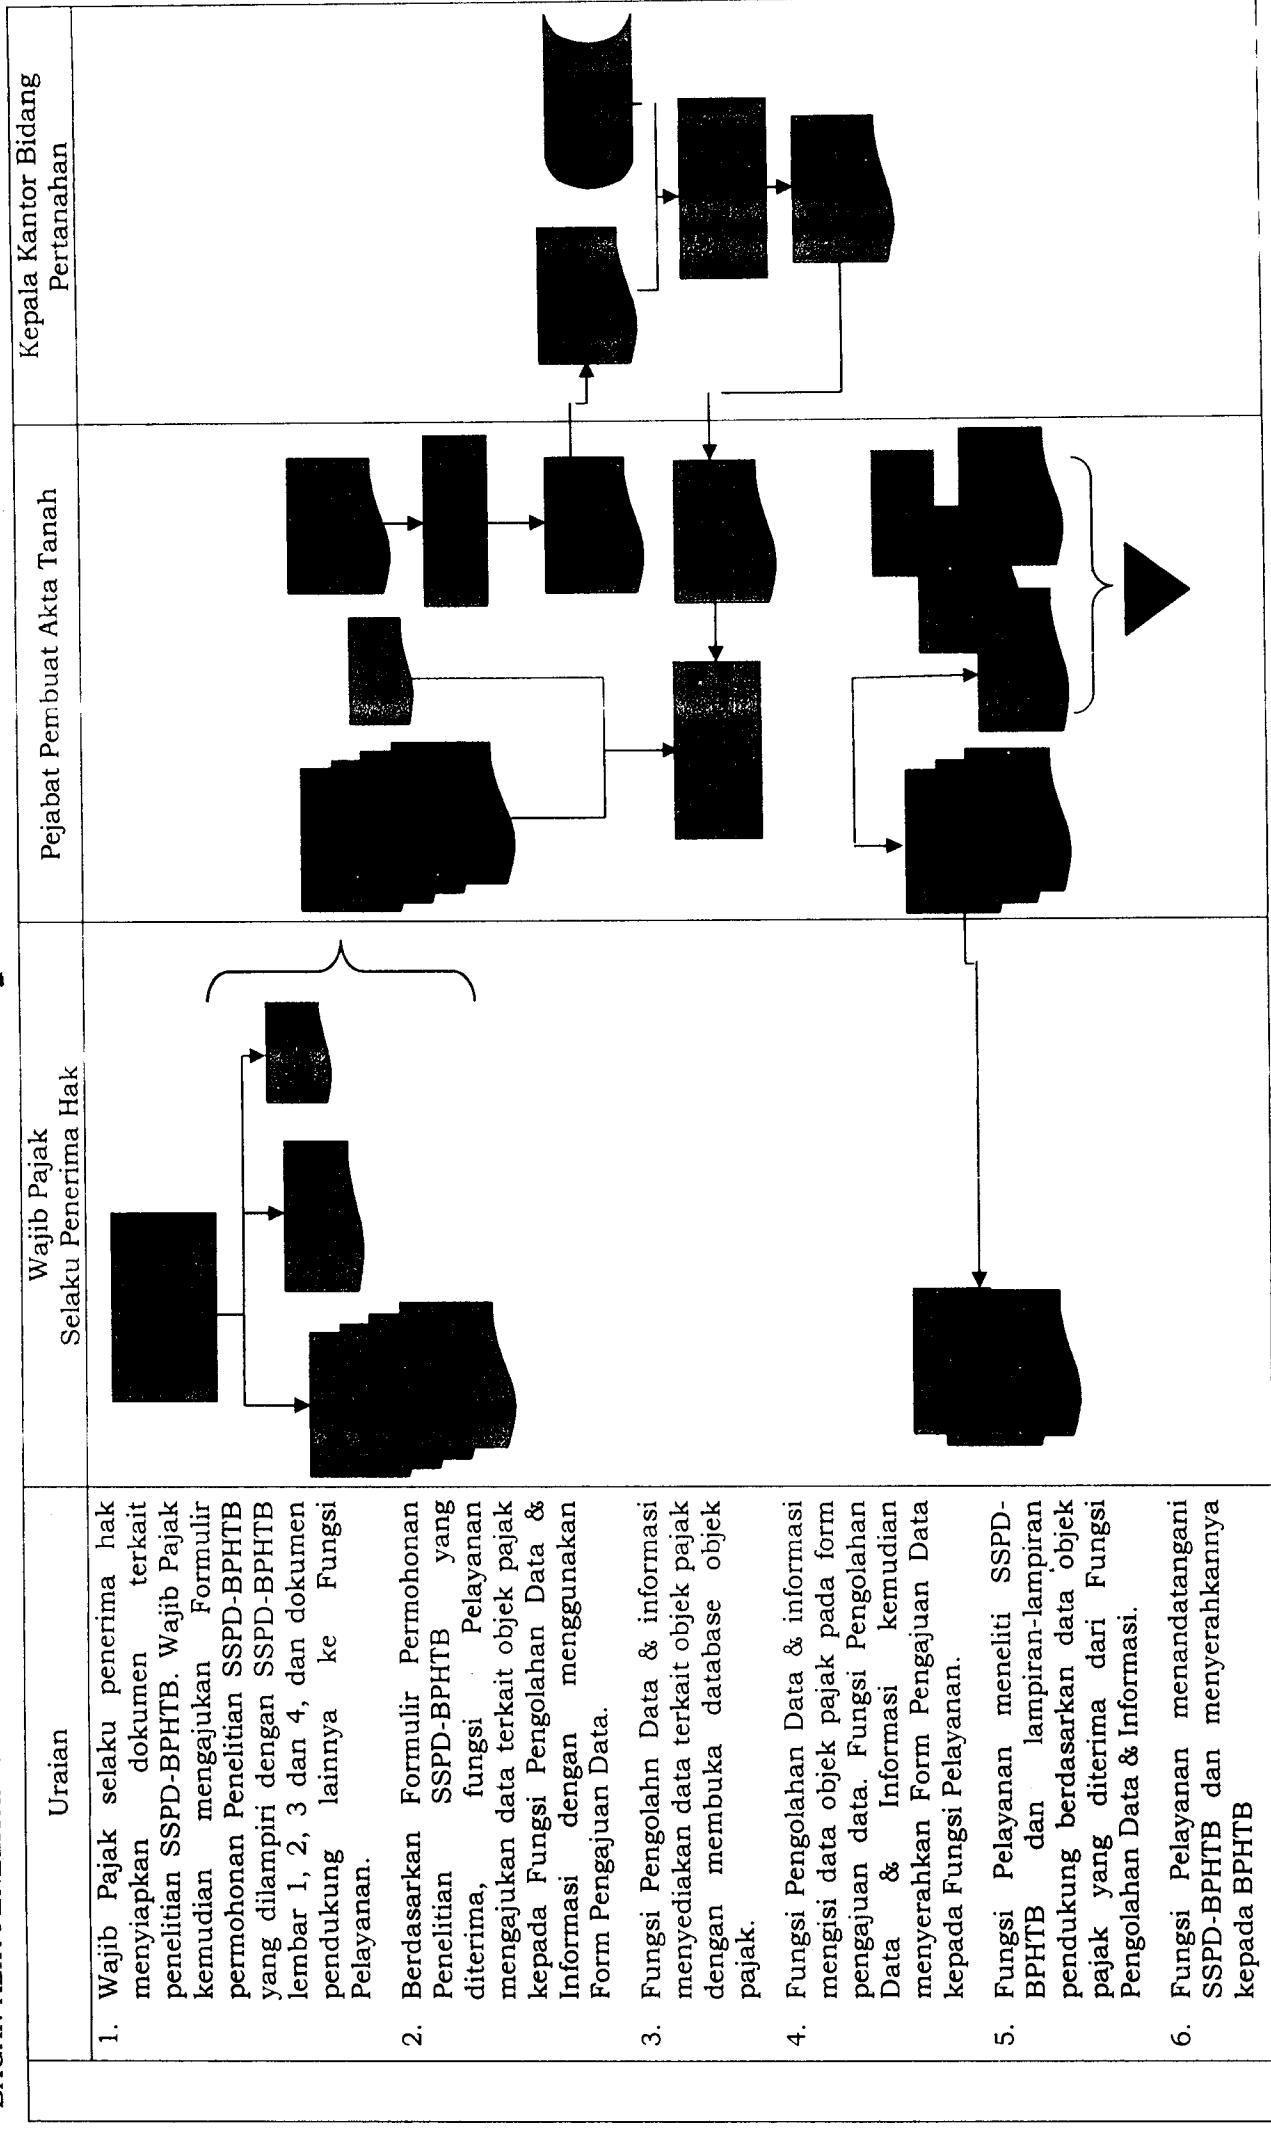 Uraian
Wajib Pajak
Selaku Penerima Hak
Pejabat Pembuat Akta Tanah
Kepala Kantor Bidang
Pertanahan
1. Wajib Pajak selaku penerima hak
menyiapkan dokumen terkait
penelitian SSPD-BPHTB. Wajib Pajak
kemudian mengajukan Formulir
permohonan Penelitian SSPD-BPHTB
yang dilampiri dengan SSPD-BPHTB
lembar 1, 2, 3 dan 4, dan dokumen
pendukung lainnya ke Fungsi
Pelayanan.
2. Berdasarkan Formulir Permohonan
Penelitian SSPD-BPHTB yang
diterima, fungsi Pelayanan
mengajukan data terkait objek pajak
kepada Fungsi Pengolahan Data &
Informasi dengan menggunakan
Form Pengajuan Data.
3. Fungsi Pengolahn Data & informasi
menyediakan data terkait objek pajak
dengan membuka database objek
pajak.
4. Fungsi Pengolahan Data & informasi
mengisi data objek pajak pada form
pengajuan data. Fungsi Pengolahan
Data & Informasi kemudian
menyerahkan Form Pengajuan Data
kepada Fungsi Pelayanan.
5. Fungsi Pelayanan meneliti SSPD-
BPHTB dan lampiran-lampiran
pendukung berdasarkan data objek
pajak yang diterima dari Fungsi
Pengolahan Data & Informasi.
6. Fungsi Pelayanan menandatangani
SSPD-BPHTB dan menyerahkannya
kepada BPHTB